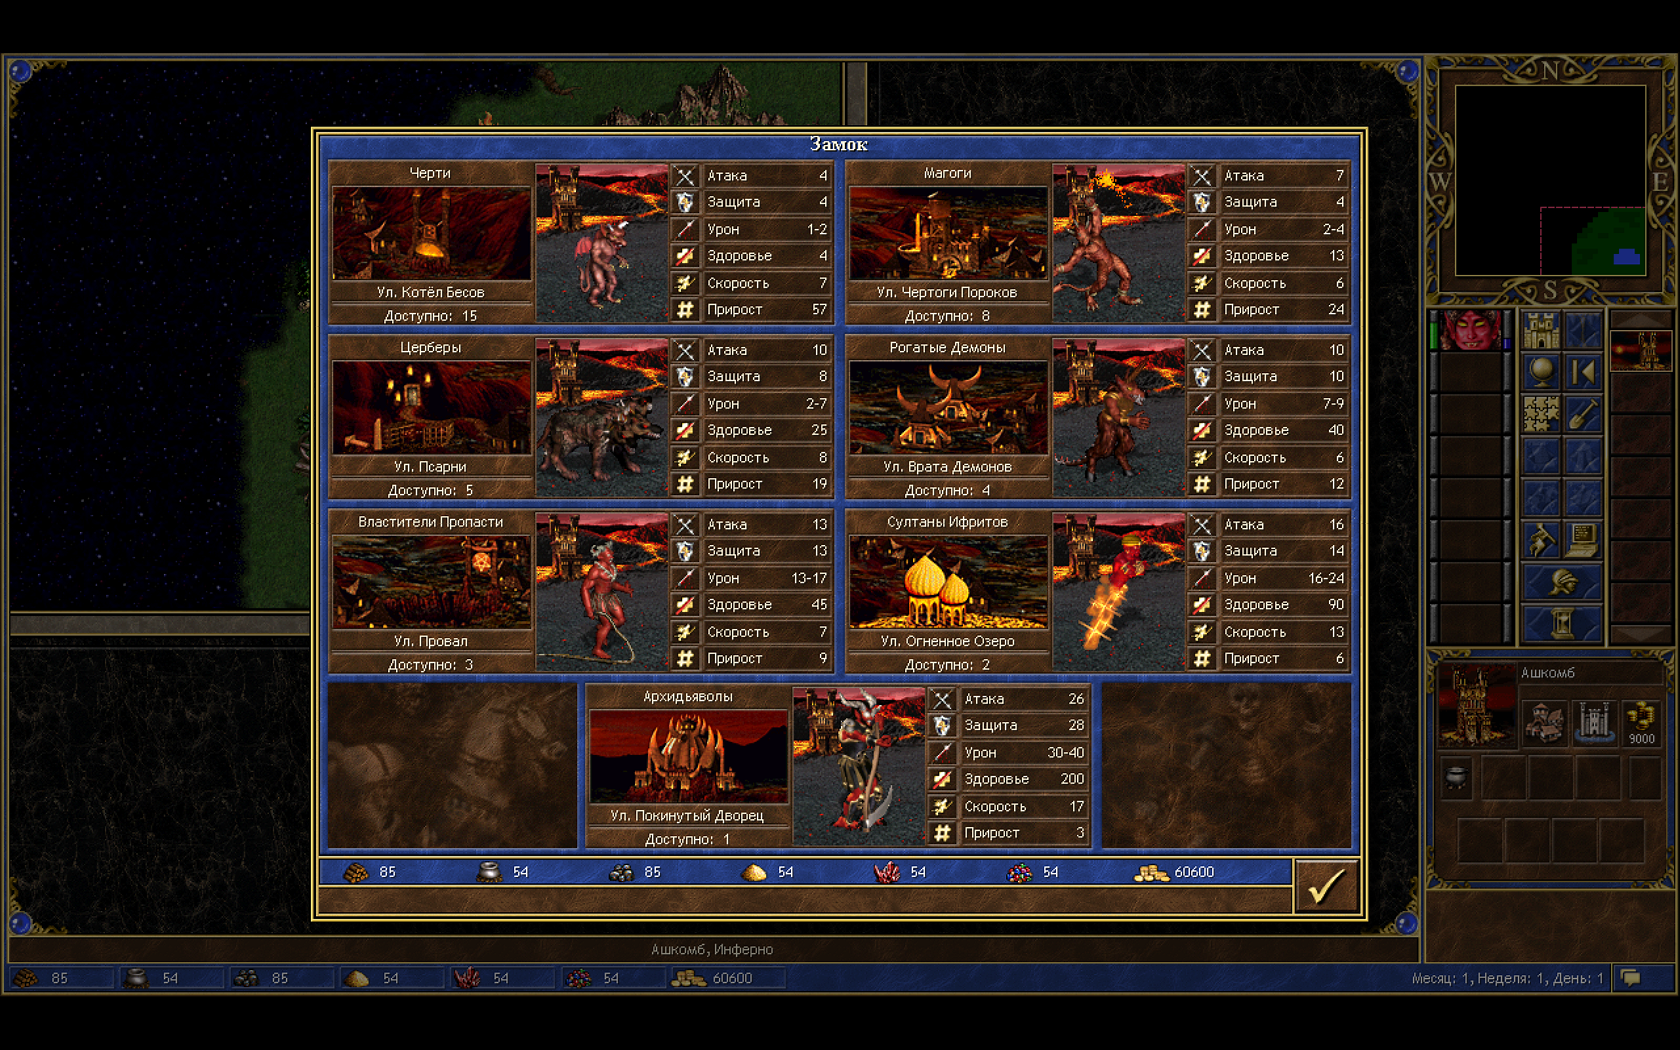 Замок
Черти
Ул. Котёл Бесов
Доступно: 15
Атака 4
Защита 4
Урон 1-2
Здоровье 4
Скорость 7
Прирост 57
Магоги
Ул. Чертоги Пороков
Доступно: 8
Атака 7
Защита 4
Урон 2-4
Здоровье 13
Скорость 6
Прирост 24
Церберы
Ул. Псарни
Доступно: 5
Атака 10
Защита 8
Урон 2-7
Здоровье 25
Скорость 8
Прирост 19
Рогатые Демоны
Ул. Врата Демонов
Доступно: 4
Атака 10
Защита 10
Урон 7-9
Здоровье 40
Скорость 6
Прирост 12
Властители Пропасти
Ул. Провал
Доступно: 3
Атака 13
Защита 13
Урон 13-17
Здоровье 45
Скорость 7
Прирост 9
Султаны Ифритов
Ул. Огненное Озеро
Доступно: 2
Атака 16
Защита 14
Урон 16-24
Здоровье 90
Скорость 13
Прирост 6
Архидьяволы
Ул. Покинутый Дворец
Доступно: 1
Атака 26
Защита 28
Урон 30-40
Здоровье 200
Скорость 17
Прирост 3
85 54 85 54 54 54 60600
N
W
E
S
Ашкомб
9000
Ашкомб, Инферно
85 54 85 54 54 54 60600
Месяц: 1, Неделя: 1, День: 1